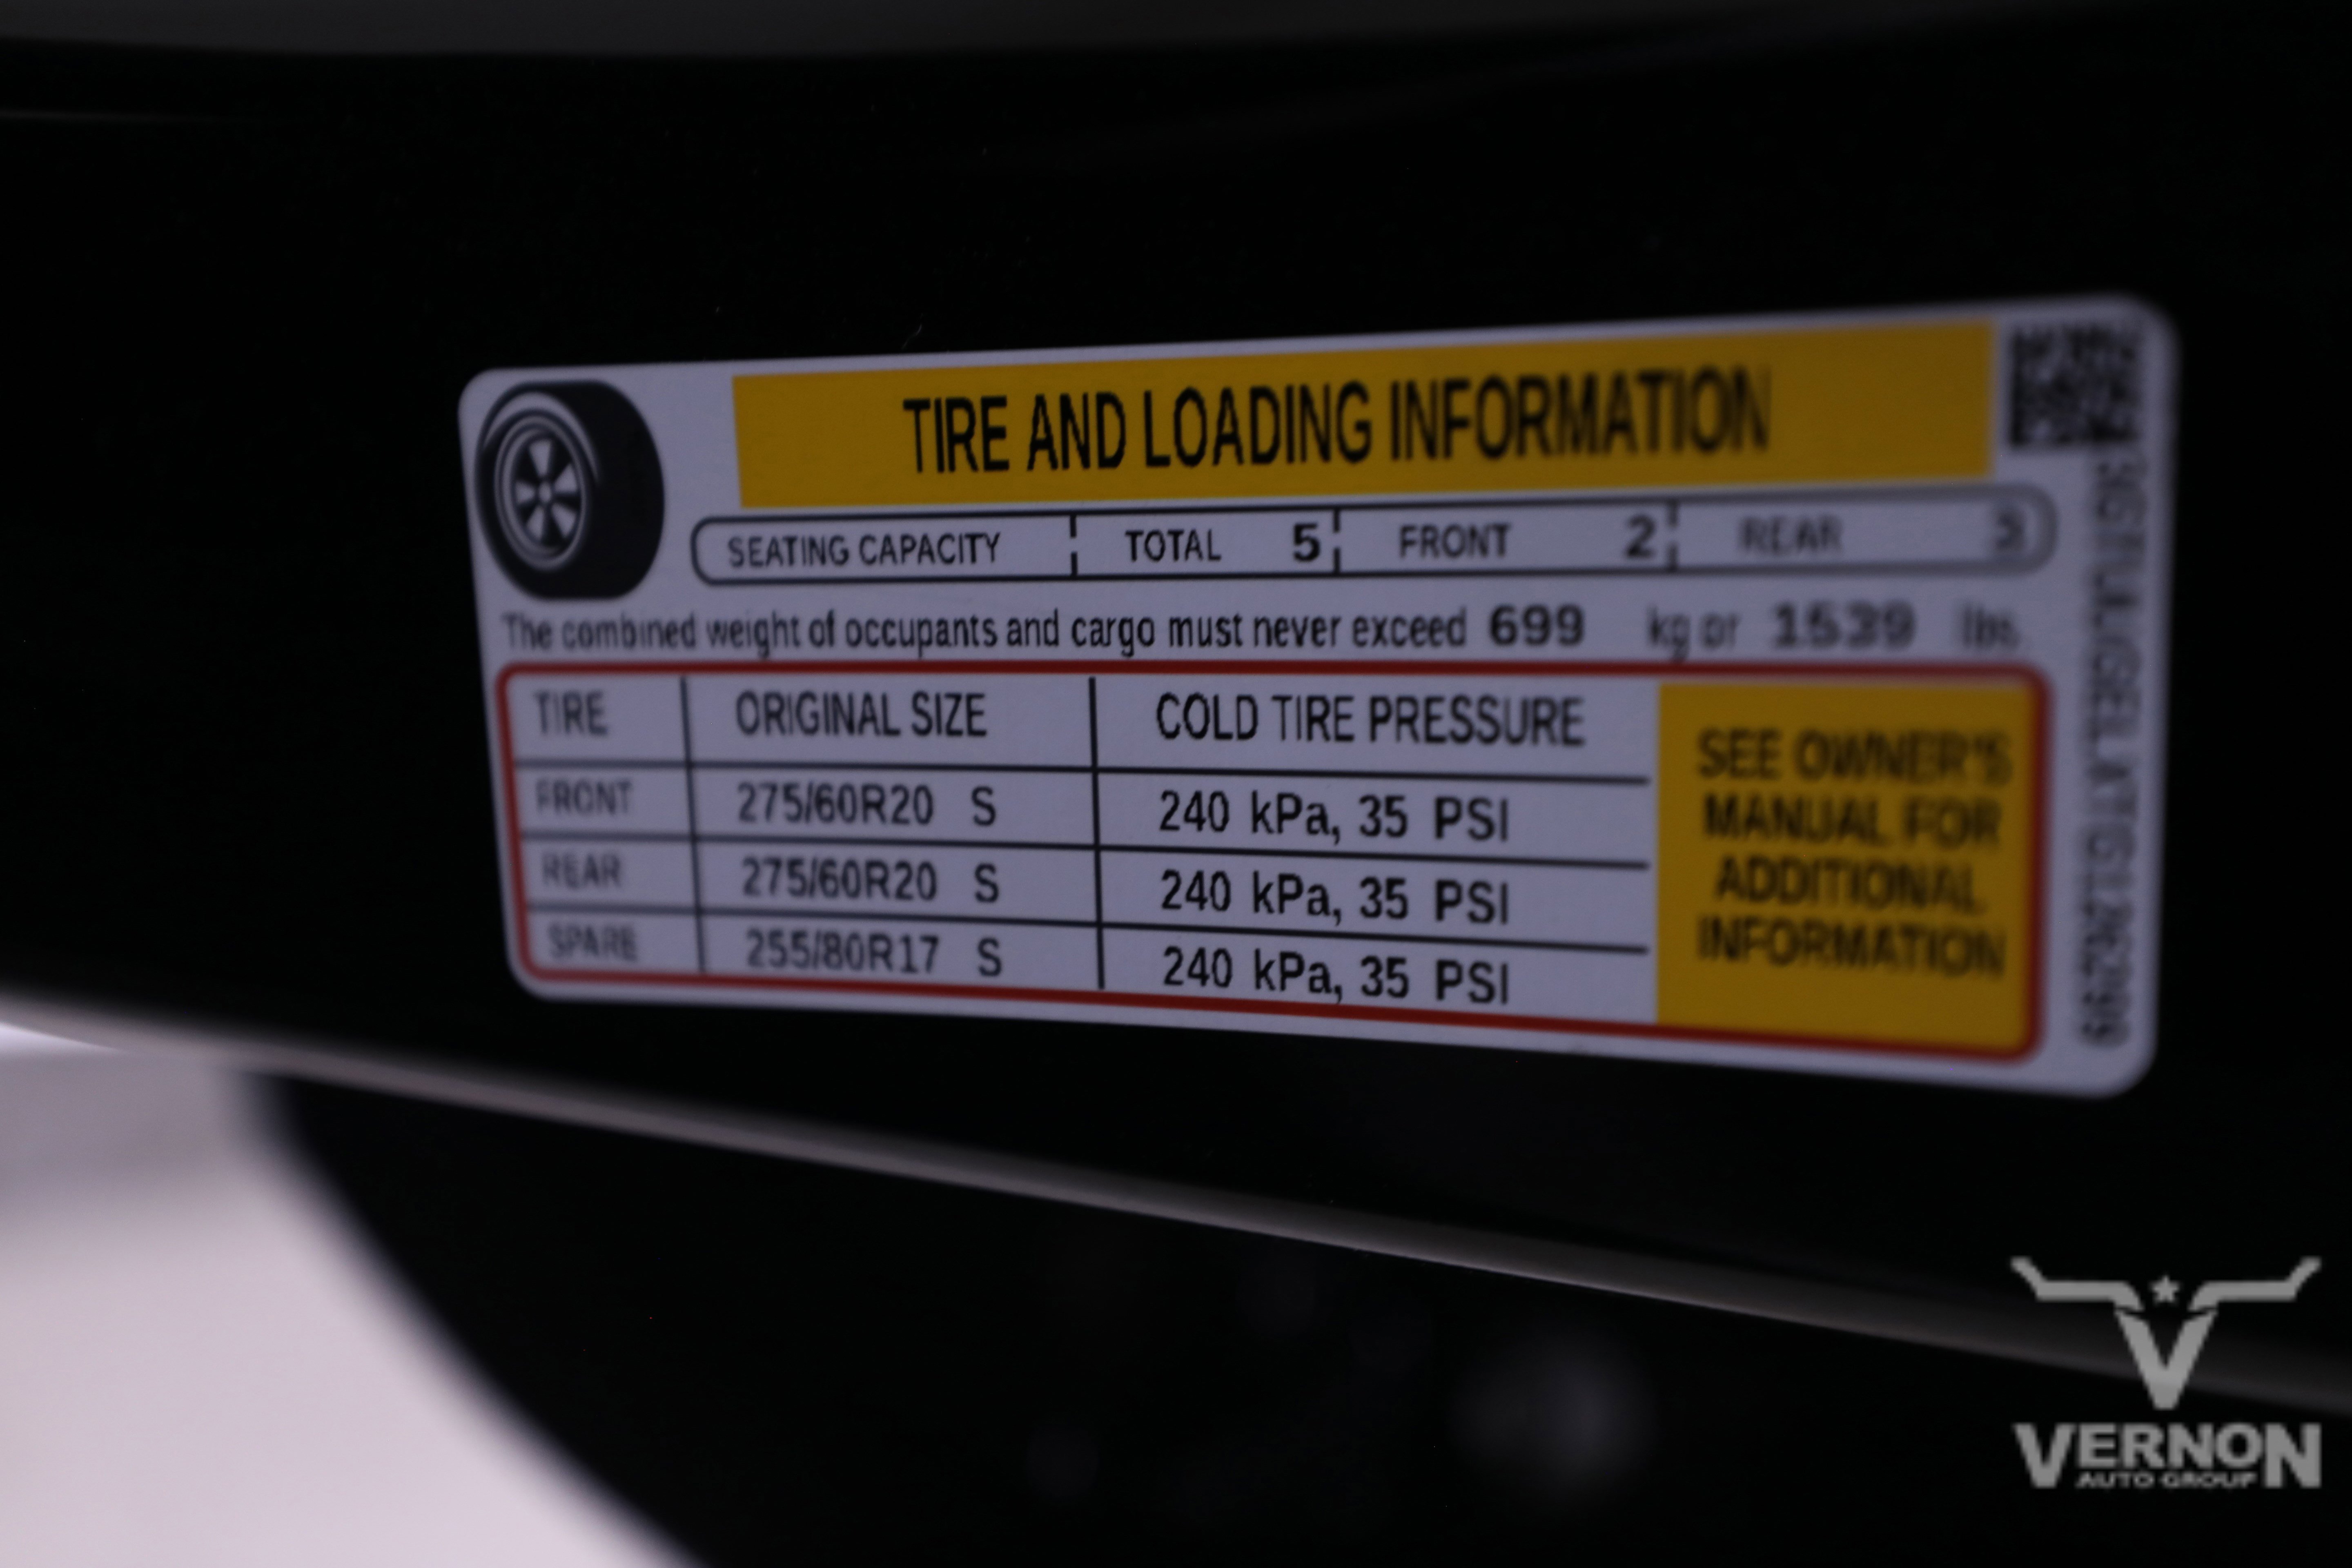 TIRE AND LOADING INFORMATION
SEATING CAPACITY TOTAL 5 FRONT 2 REAR 3
The combined weight of occupants and cargo must never exceed 699 kg or 1539 lbs.
TIRE ORIGINAL SIZE COLD TIRE PRESSURE
FRONT 275/60R20 S 240 kPa, 35 PSI
REAR 275/60R20 S 240 kPa, 35 PSI
SPARE 255/80R17 S 240 kPa, 35 PSI
SEE OWNER'S
MANUAL FOR
ADDITIONAL
INFORMATION
VERNON
AUTO GROUP